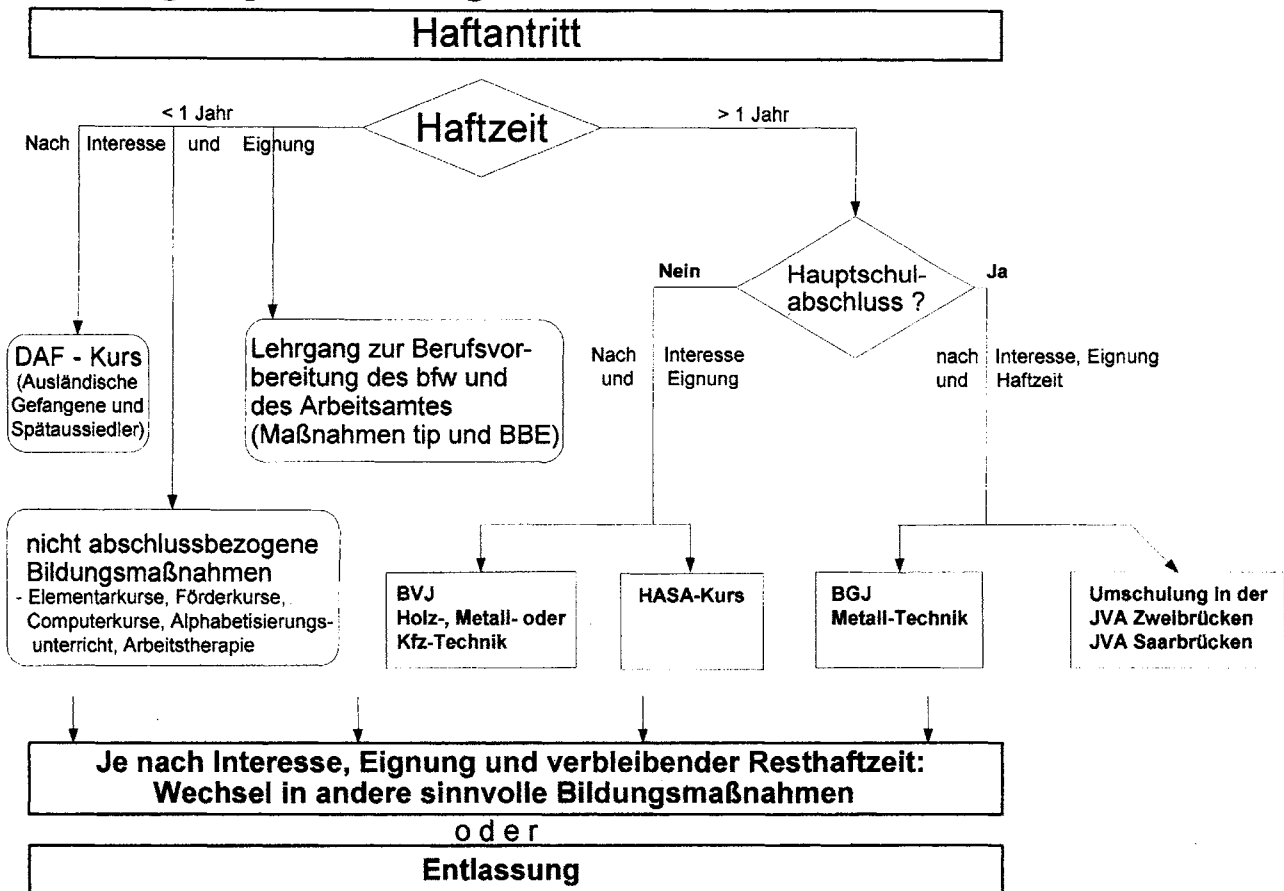 Haftantritt
< 1 Jahr
Haftzeit
> 1 Jahr
Nach Interesse und Eignung
Nein
Hauptschul-
abschluss ?
Ja
DAF - Kurs
(Ausländische
Gefangene und
Spätaussiedler)
Lehrgang zur Berufsvor-
bereitung des bfw und
des Arbeitsamtes
(Maßnahmen tip und BBE)
Nach Interesse
und Eignung
nach Interesse, Eignung
und Haftzeit
nicht abschlussbezogene
Bildungsmaßnahmen
- Elementarkurse, Förderkurse,
Computerkurse, Alphabetisierungs-
unterricht, Arbeitstherapie
BVJ
Holz-, Metall- oder
Kfz-Technik
HASA-Kurs
BGJ
Metall-Technik
Umschulung in der
JVA Zweibrücken
JVA Saarbrücken
Je nach Interesse, Eignung und verbleibender Resthaftzeit:
Wechsel in andere sinnvolle Bildungsmaßnahmen
o d e r
Entlassung